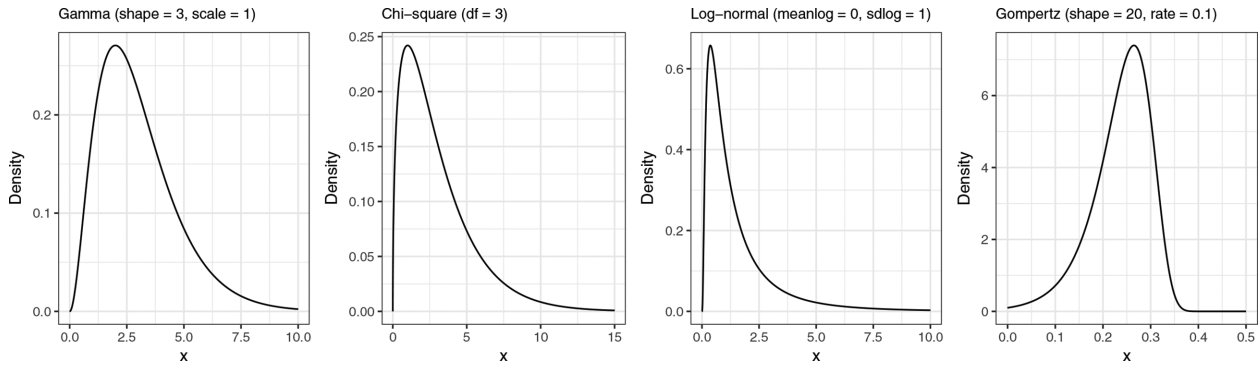 Gamma (shape = 3, scale = 1)
Density
0.2
0.1
0.0
0.0 2.5 5.0 7.5 10.0
x
Chi−square (df = 3)
Density
0.25
0.20
0.15
0.10
0.05
0.00
0 5 10 15
x
Log−normal (meanlog = 0, sdlog = 1)
Density
0.6
0.4
0.2
0.0
0.0 2.5 5.0 7.5 10.0
x
Gompertz (shape = 20, rate = 0.1)
Density
6
4
2
0
0.0 0.1 0.2 0.3 0.4 0.5
x